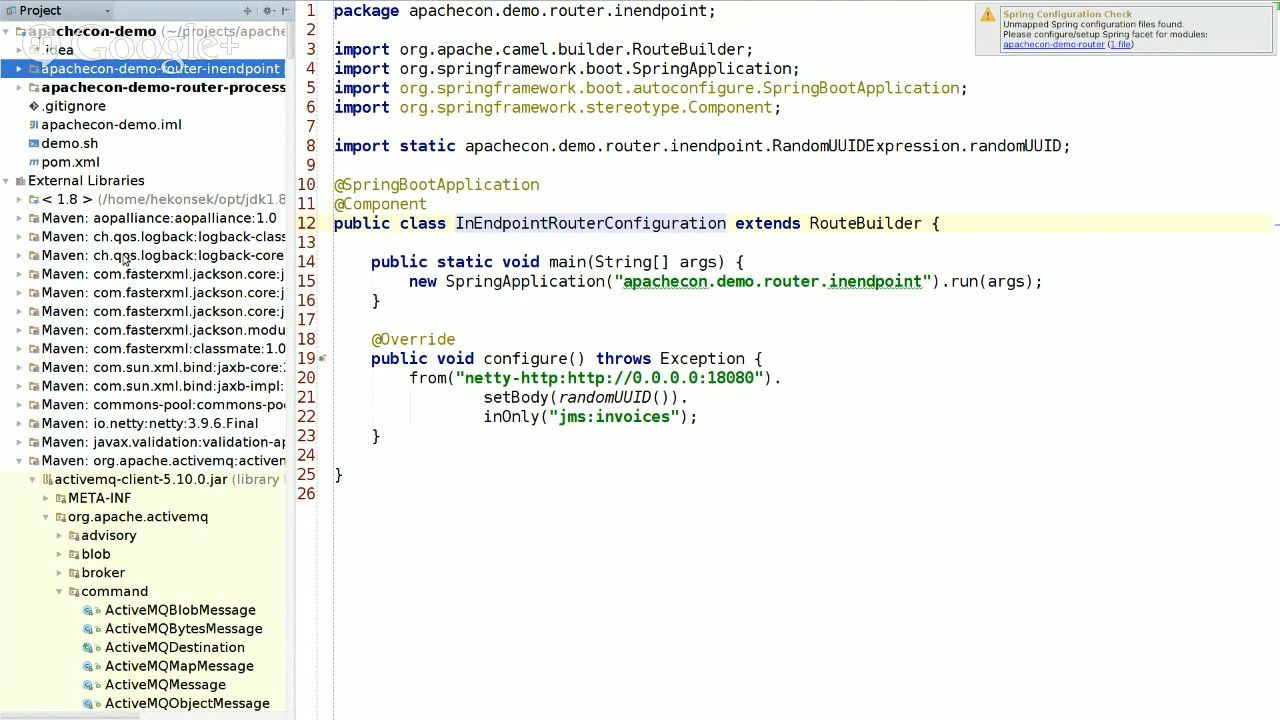 Project
apachecon-demo (~/projects/apache
.idea
Google+
apachecon-demo-router-inendpoint
apachecon-demo-router-process
.gitignore
apachecon-demo.iml
demo.sh
pom.xml
External Libraries
< 1.8 > (/home/hekonsek/opt/jdk1.8
Maven: aopalliance:aopalliance:1.0
Maven: ch.qos.logback:logback-class
Maven: ch.qos.logback:logback-core
Maven: com.fasterxml.jackson.core:j
Maven: com.fasterxml.jackson.core:j
Maven: com.fasterxml.jackson.core:j
Maven: com.fasterxml.jackson.modu
Maven: com.fasterxml:classmate:1.0
Maven: com.sun.xml.bind:jaxb-core:
Maven: com.sun.xml.bind:jaxb-impl:
Maven: commons-pool:commons-po
Maven: io.netty:netty:3.9.6.Final
Maven: javax.validation:validation-ap
Maven: org.apache.activemq:activem
activemq-client-5.10.0.jar (library
META-INF
org.apache.activemq
advisory
blob
broker
command
ActiveMQBlobMessage
ActiveMQBytesMessage
ActiveMQDestination
ActiveMQMapMessage
ActiveMQMessage
ActiveMQObjectMessage
1 package apachecon.demo.router.inendpoint;
2
3 import org.apache.camel.builder.RouteBuilder;
4 import org.springframework.boot.SpringApplication;
5 import org.springframework.boot.autoconfigure.SpringBootApplication;
6 import org.springframework.stereotype.Component;
7
8 import static apachecon.demo.router.inendpoint.RandomUUIDExpression.randomUUID;
9
10 @SpringBootApplication
11 @Component
12 public class InEndpointRouterConfiguration extends RouteBuilder {
13
14 public static void main(String[] args) {
15 new SpringApplication("apachecon.demo.router.inendpoint").run(args);
16 }
17
18 @Override
19 public void configure() throws Exception {
20 from("netty-http:http://0.0.0.0:18080").
21 setBody(randomUUID()).
22 inOnly("jms:invoices");
23 }
24
25 }
26
Spring Configuration Check
Unmapped Spring configuration files found.
Please configure/setup Spring facet for modules:
apachecon-demo-router (1 file)